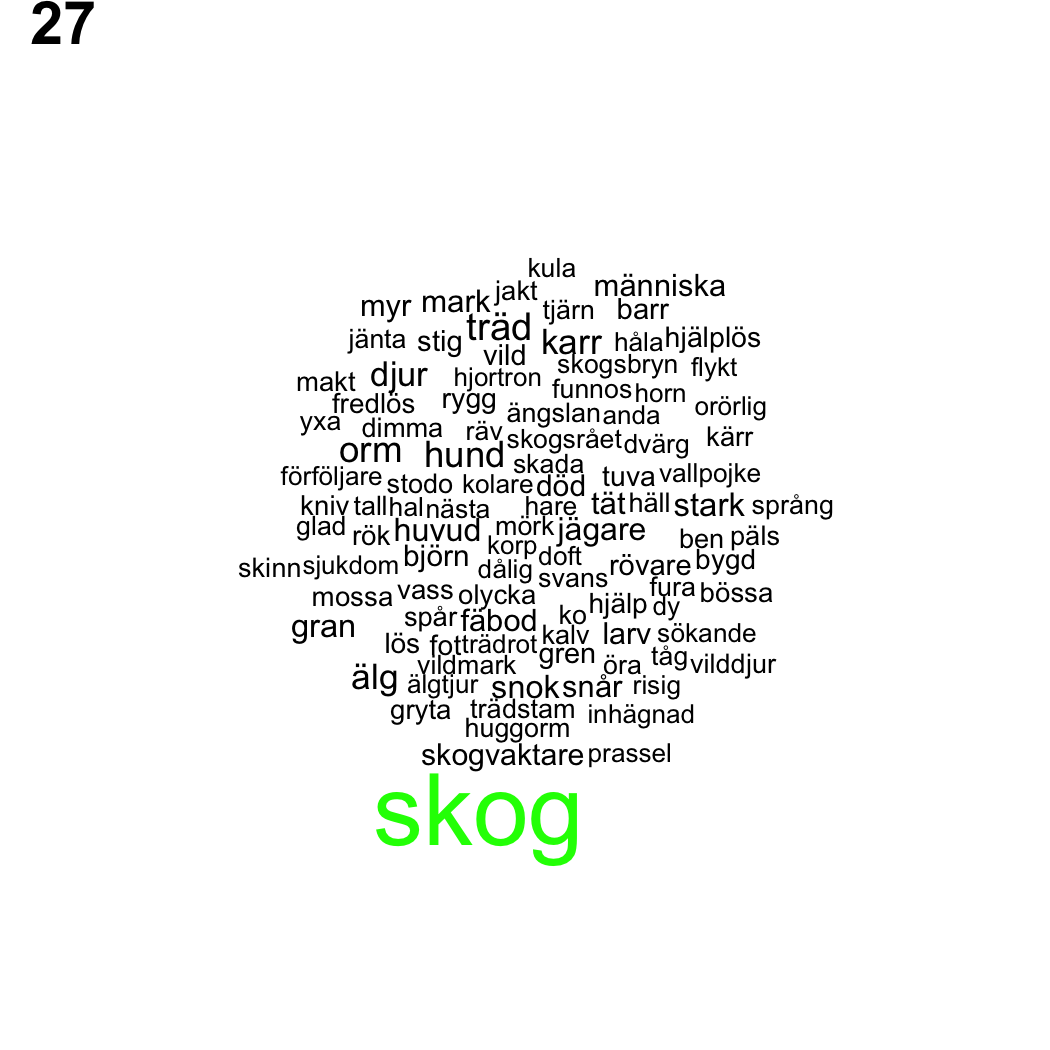 27
kula
jakt människa
myr mark tjärn barr
träd
jänta stig karr håla hjälplös
vild skogsbryn flykt
makt djur hjortron funnos horn
fredlös rygg ängslan anda orörlig
yxa dimma räv skogsrået dvärg kärr
orm hund skada
förföljare stodo kolare död tuva vallpojke
kniv tall hal nästa hare tät häll stark språng
glad rök huvud mörk jägare ben päls
björn korp doft
skinn sjukdom dålig svans rövare bygd
mossa vass olycka hjälp fura dy bössa
gran spår fäbod ko kalv larv sökande
lös fot trädrot gren tåg
vildmark öra vilddjur
älg älgtjur snok snår risig
gryta trädstam inhägnad
huggorm
skogvaktare prassel
skog